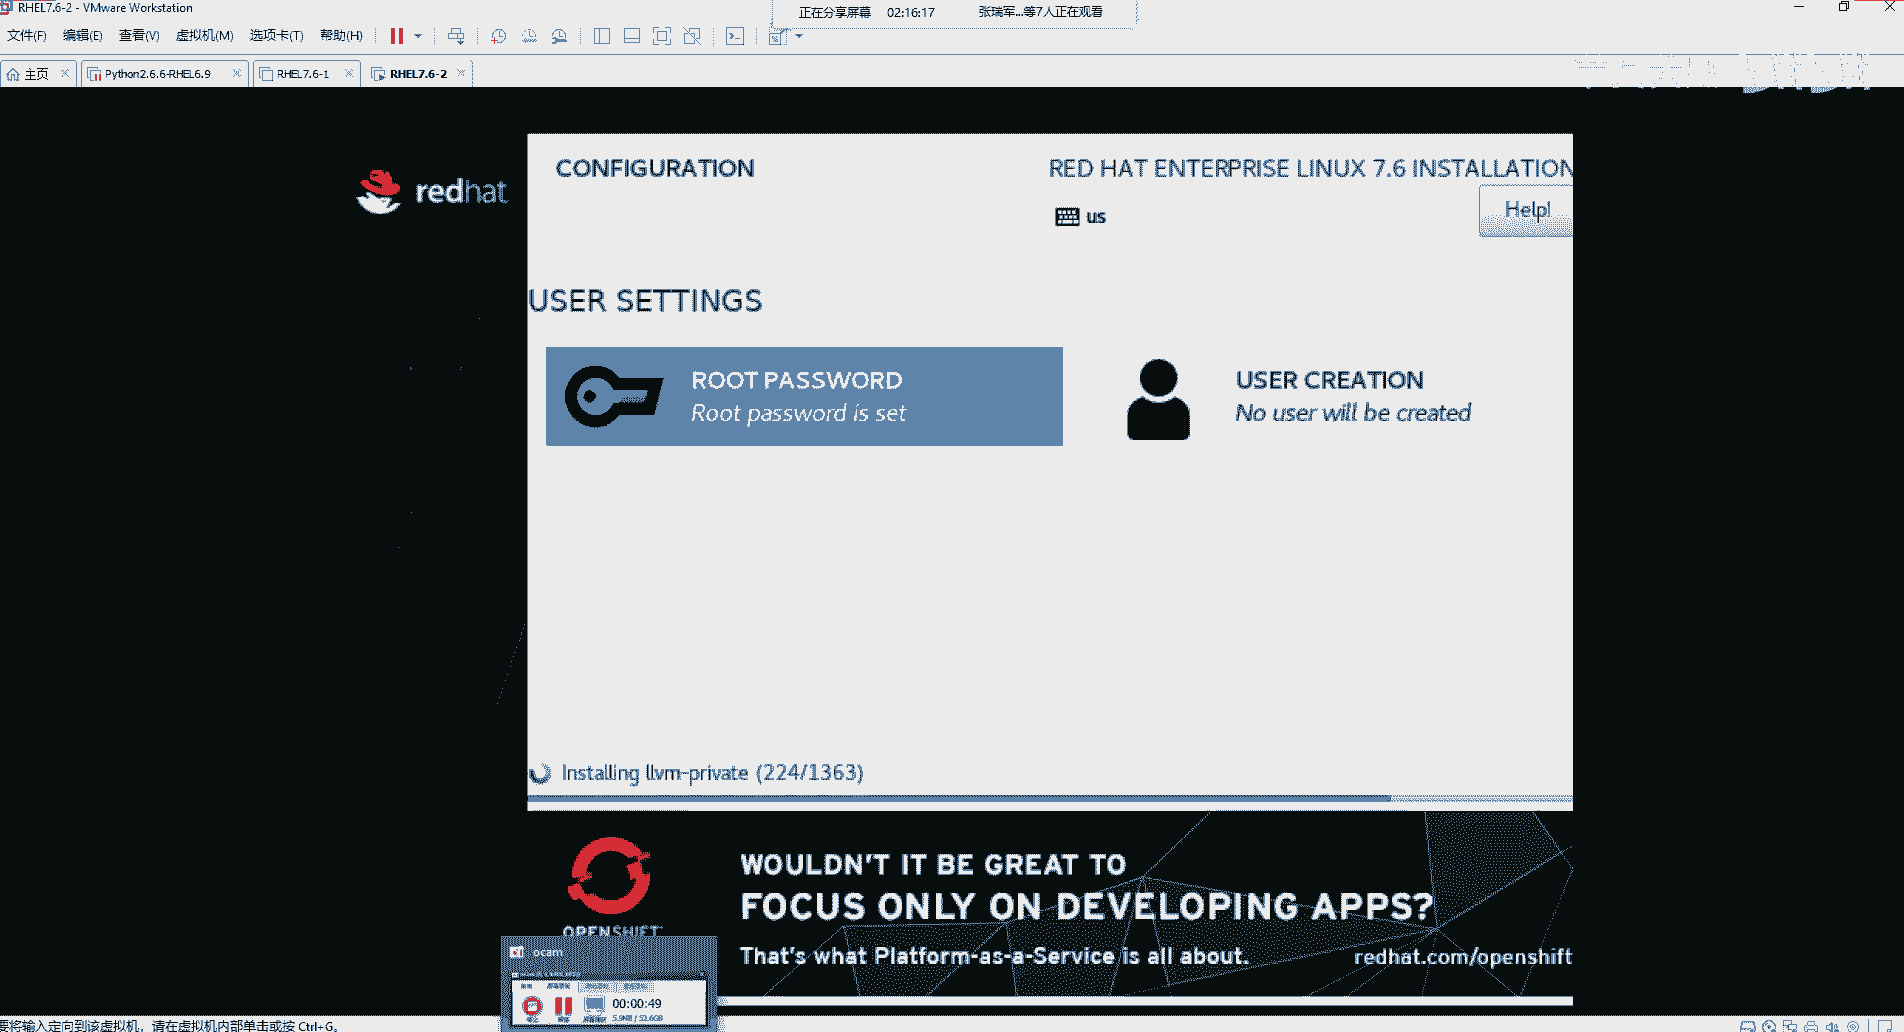 RHEL7.6-2 - VMware Workstation
正在分享屏幕 02:16:17 张瑞军...等7人正在观看
文件(F) 编辑(E) 查看(V) 虚拟机(M) 选项卡(T) 帮助(H)
主页 Python2.6.6-RHEL6.9 RHEL7.6-1 RHEL7.6-2
redhat
CONFIGURATION
RED HAT ENTERPRISE LINUX 7.6 INSTALLATION
us
Help!
USER SETTINGS
ROOT PASSWORD
Root password is set
USER CREATION
No user will be created
Installing llvm-private (224/1363)
OPENSHIFT
WOULDN'T IT BE GREAT TO
FOCUS ONLY ON DEVELOPING APPS?
That's what Platform-as-a-Service is all about.
redhat.com/openshift
ocam
00:00:49
5.9MB / 52.6GB
要将输入定向到该虚拟机，请在虚拟机内部单击或按 Ctrl+G。